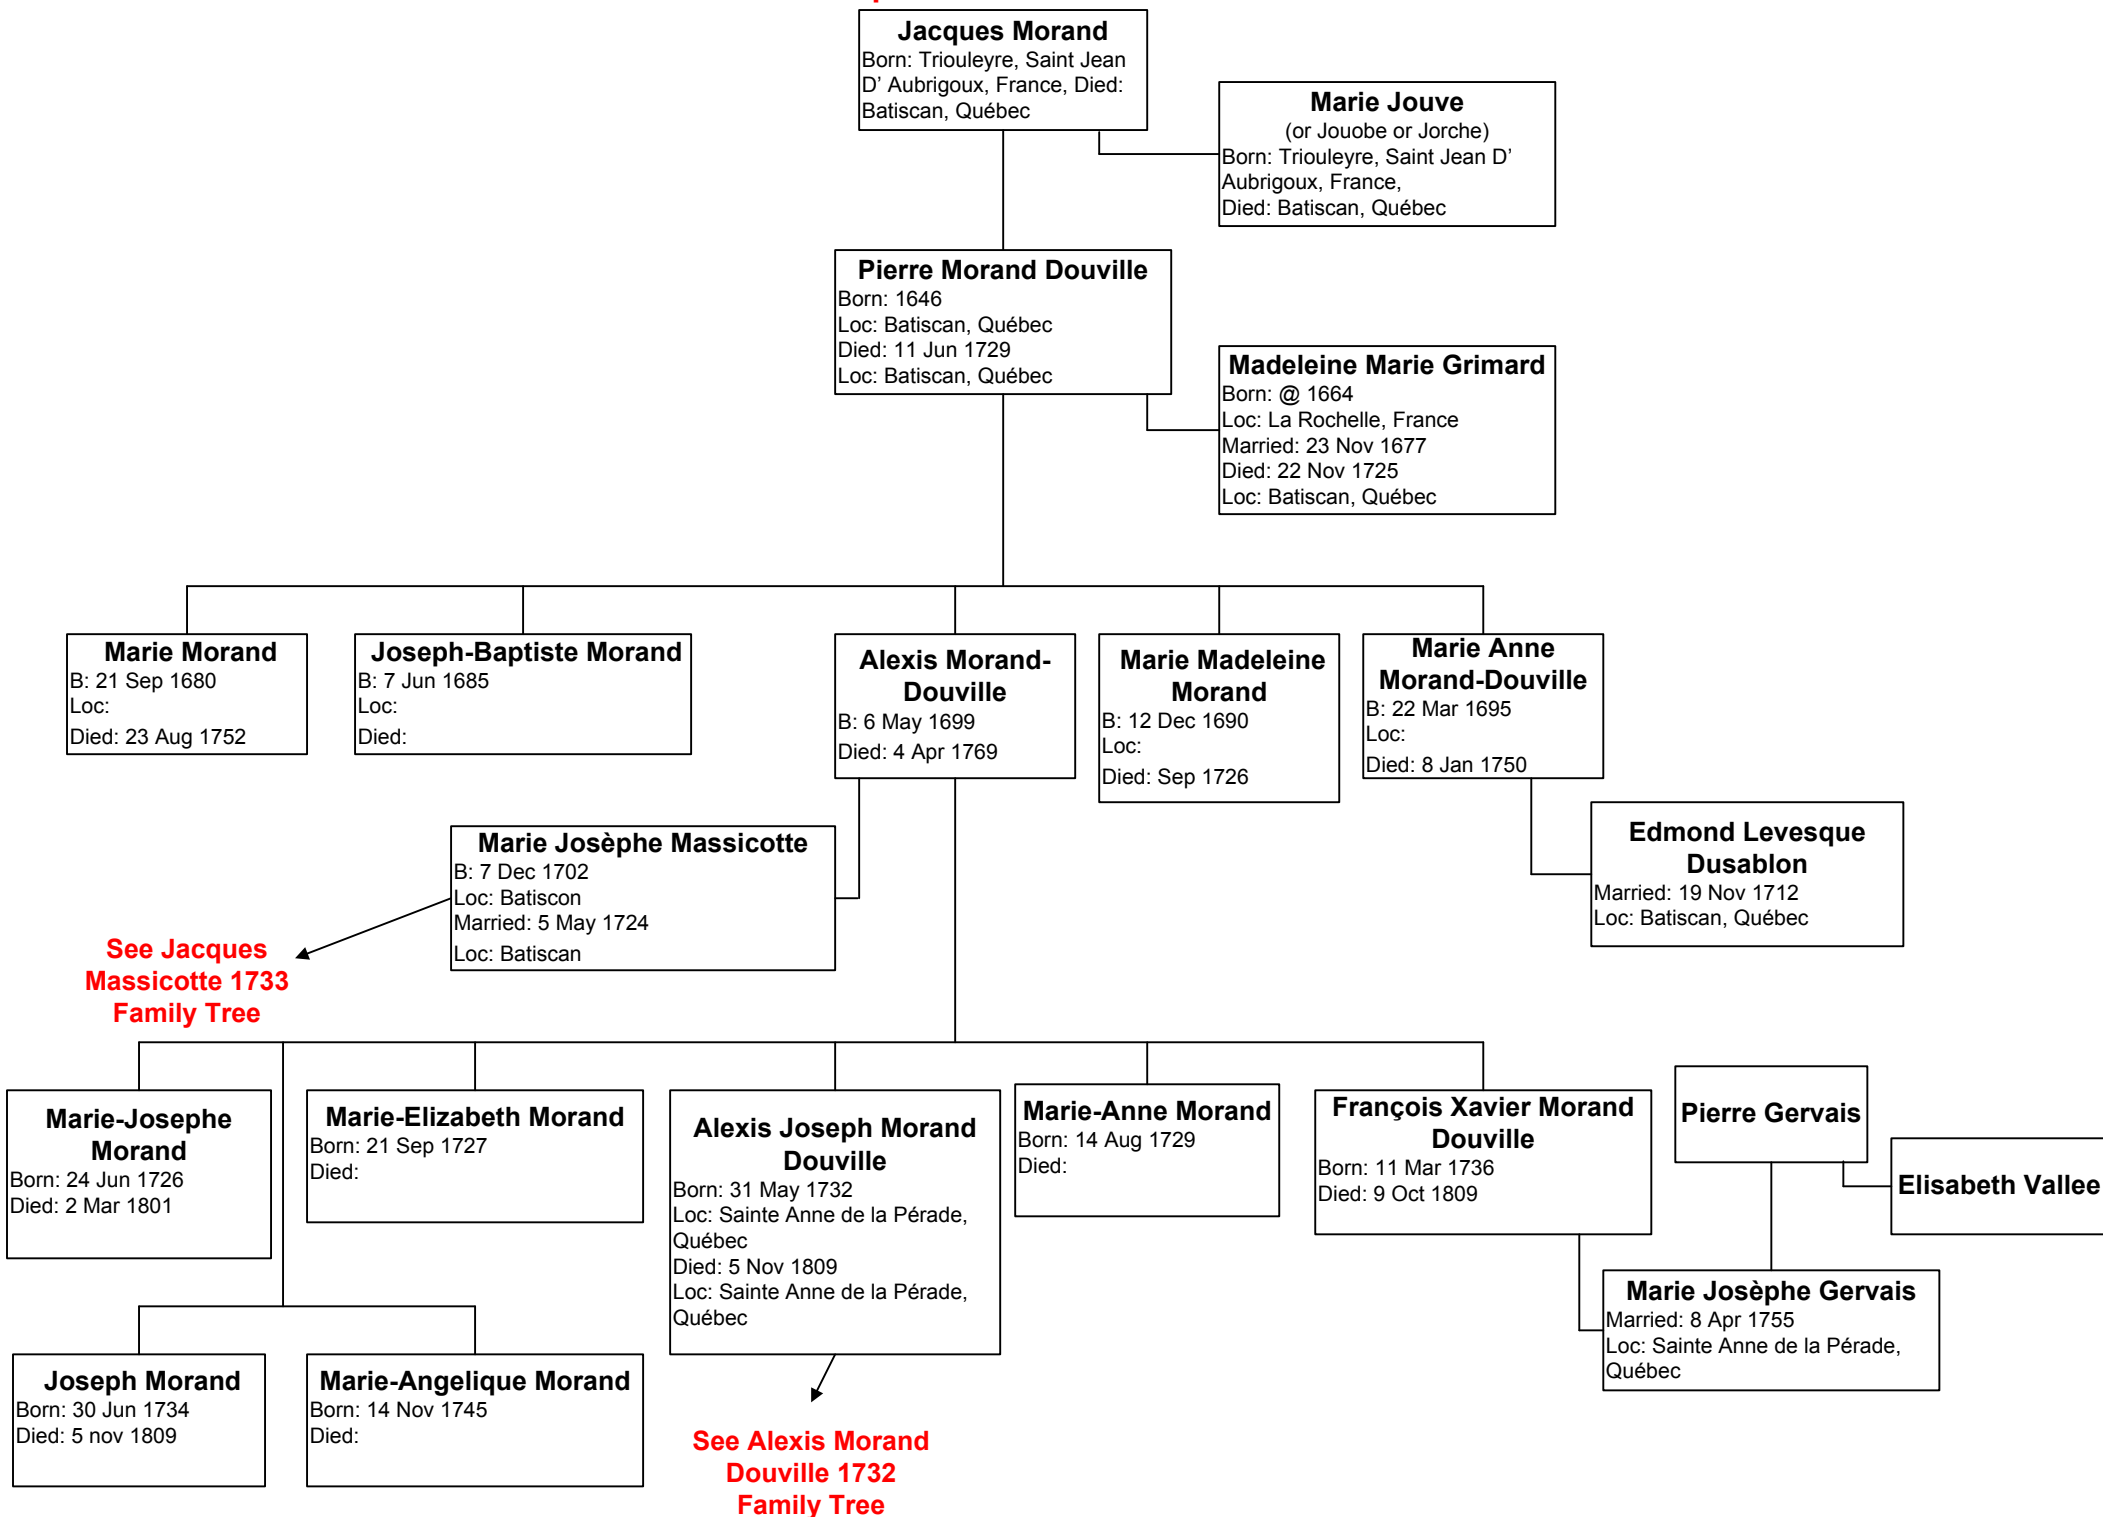 Jacques Morand
Born: Triouleyre, Saint Jean
D’ Aubrigoux, France, Died:
Batiscan, Québec
Marie Jouve
(or Jouobe or Jorche)
Born: Triouleyre, Saint Jean D’
Aubrigoux, France,
Died: Batiscan, Québec
Pierre Morand Douville
Born: 1646
Loc: Batiscan, Québec
Died: 11 Jun 1729
Loc: Batiscan, Québec
Madeleine Marie Grimard
Born: @ 1664
Loc: La Rochelle, France
Married: 23 Nov 1677
Died: 22 Nov 1725
Loc: Batiscan, Québec
Marie Morand
B: 21 Sep 1680
Loc:
Died: 23 Aug 1752
Joseph-Baptiste Morand
B: 7 Jun 1685
Loc:
Died:
Alexis Morand-
Douville
B: 6 May 1699
Died: 4 Apr 1769
Marie Madeleine
Morand
B: 12 Dec 1690
Loc:
Died: Sep 1726
Marie Anne
Morand-Douville
B: 22 Mar 1695
Loc:
Died: 8 Jan 1750
Marie Josèphe Massicotte
B: 7 Dec 1702
Loc: Batiscon
Married: 5 May 1724
Loc: Batiscan
Edmond Levesque
Dusablon
Married: 19 Nov 1712
Loc: Batiscan, Québec
See Jacques
Massicotte 1733
Family Tree
Marie-Josephe
Morand
Born: 24 Jun 1726
Died: 2 Mar 1801
Marie-Elizabeth Morand
Born: 21 Sep 1727
Died:
Alexis Joseph Morand
Douville
Born: 31 May 1732
Loc: Sainte Anne de la Pérade,
Québec
Died: 5 Nov 1809
Loc: Sainte Anne de la Pérade,
Québec
Marie-Anne Morand
Born: 14 Aug 1729
Died:
François Xavier Morand
Douville
Born: 11 Mar 1736
Died: 9 Oct 1809
Pierre Gervais
Elisabeth Vallee
Marie Josèphe Gervais
Married: 8 Apr 1755
Loc: Sainte Anne de la Pérade,
Québec
Joseph Morand
Born: 30 Jun 1734
Died: 5 nov 1809
Marie-Angelique Morand
Born: 14 Nov 1745
Died:
See Alexis Morand
Douville 1732
Family Tree